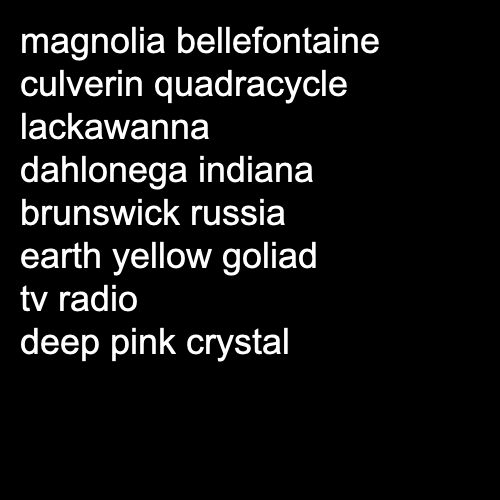 magnolia bellefontaine
culverin quadracycle
lackawanna
dahlonega indiana
brunswick russia
earth yellow goliad
tv radio
deep pink crystal